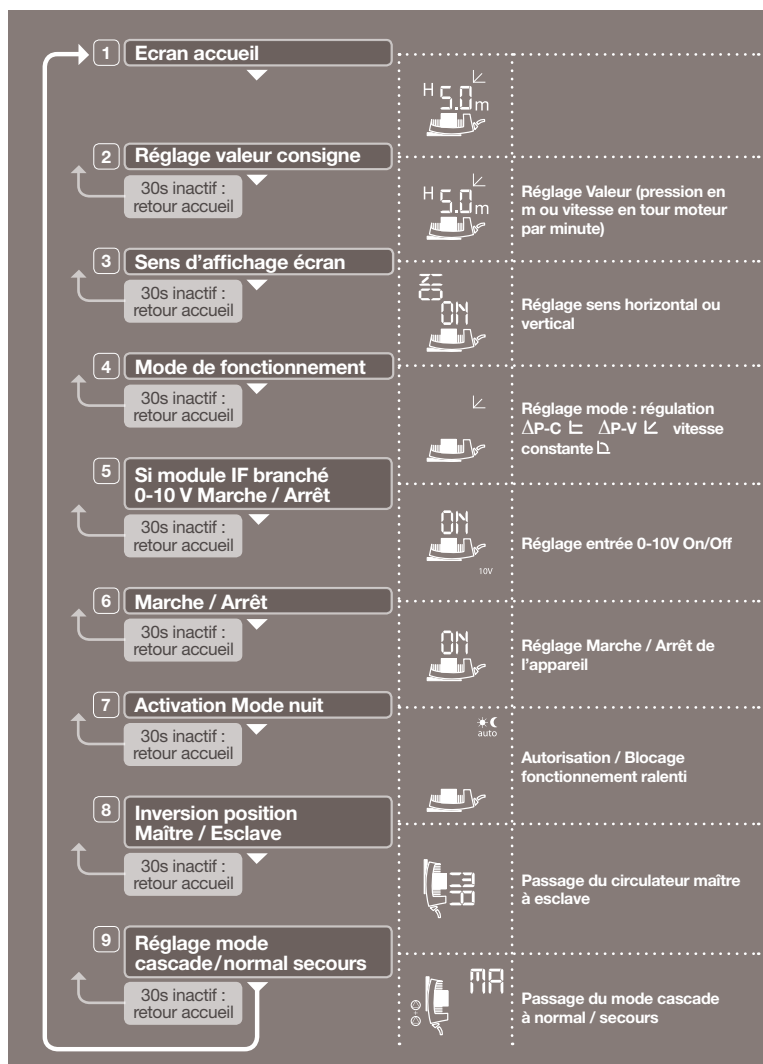 1 Ecran accueil
H 5.0 m
2 Réglage valeur consigne
30s inactif :
retour accueil
H 5.0 m
Réglage Valeur (pression en
m ou vitesse en tour moteur
par minute)
3 Sens d’affichage écran
30s inactif :
retour accueil
ON
Réglage sens horizontal ou
vertical
4 Mode de fonctionnement
30s inactif :
retour accueil
Réglage mode : régulation
ΔP-C ΔP-V vitesse
constante
5 Si module IF branché
0-10 V Marche / Arrêt
30s inactif :
retour accueil
ON
10V
Réglage entrée 0-10V On/Off
6 Marche / Arrêt
30s inactif :
retour accueil
ON
Réglage Marche / Arrêt de
l’appareil
7 Activation Mode nuit
30s inactif :
retour accueil
auto
Autorisation / Blocage
fonctionnement ralenti
8 Inversion position
Maître / Esclave
30s inactif :
retour accueil
Passage du circulateur maître
à esclave
9 Réglage mode
cascade/normal secours
30s inactif :
retour accueil
MA
Passage du mode cascade
à normal / secours